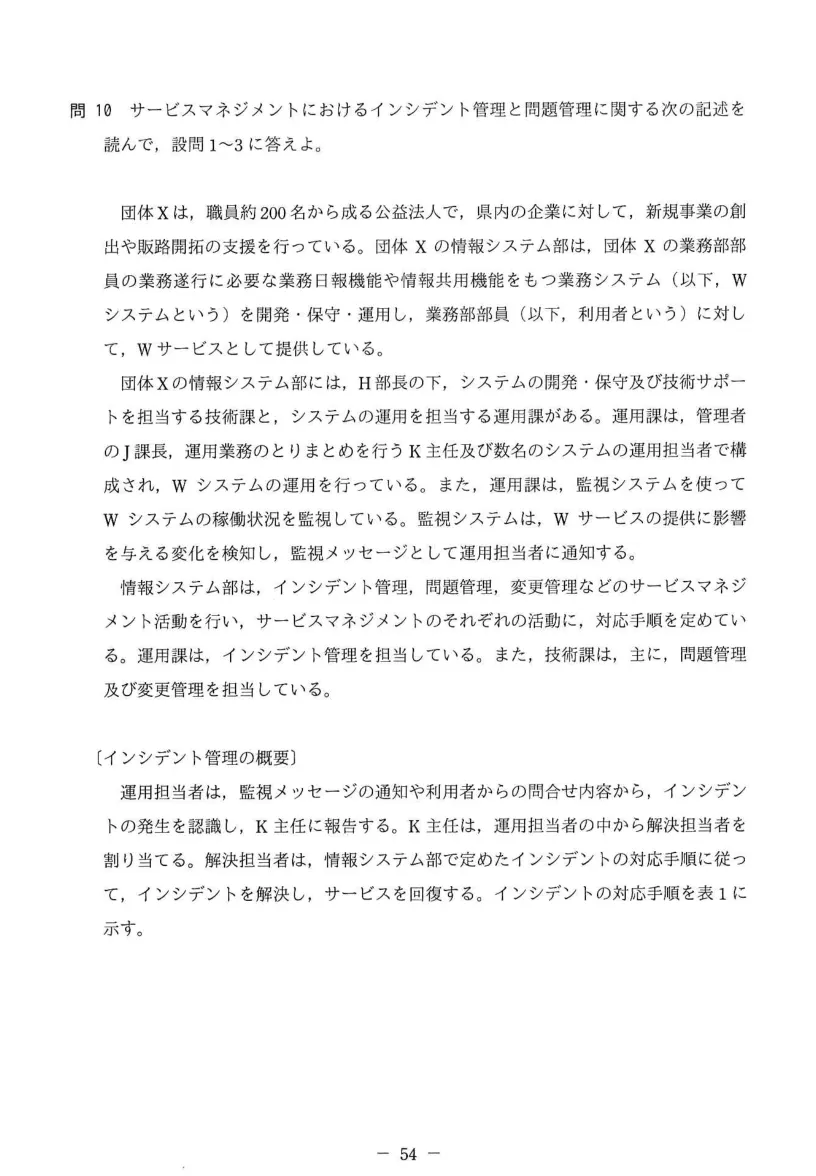 問 10 サービスマネジメントにおけるインシデント管理と問題管理に関する次の記述を
読んで，設問 1～3 に答えよ。
団体 X は，職員約 200 名から成る公益法人で，県内の企業に対して，新規事業の創
出や販路開拓の支援を行っている。団体 X の情報システム部は，団体 X の業務部部
員の業務遂行に必要な業務日報機能や情報共用機能をもつ業務システム（以下，W
システムという）を開発・保守・運用し，業務部部員（以下，利用者という）に対し
て，W サービスとして提供している。
団体 X の情報システム部には，H 部長の下，システムの開発・保守及び技術サポー
トを担当する技術課と，システムの運用を担当する運用課がある。運用課は，管理者
の J 課長，運用業務のとりまとめを行う K 主任及び数名のシステムの運用担当者で構
成され，W システムの運用を行っている。また，運用課は，監視システムを使って
W システムの稼働状況を監視している。監視システムは，W サービスの提供に影響
を与える変化を検知し，監視メッセージとして運用担当者に通知する。
情報システム部は，インシデント管理，問題管理，変更管理などのサービスマネジ
メント活動を行い，サービスマネジメントのそれぞれの活動に，対応手順を定めてい
る。運用課は，インシデント管理を担当している。また，技術課は，主に，問題管理
及び変更管理を担当している。
〔インシデント管理の概要〕
運用担当者は，監視メッセージの通知や利用者からの問合せ内容から，インシデン
トの発生を認識し，K 主任に報告する。K 主任は，運用担当者の中から解決担当者を
割り当てる。解決担当者は，情報システム部で定めたインシデントの対応手順に従っ
て，インシデントを解決し，サービスを回復する。インシデントの対応手順を表 1 に
示す。
－ 54 －